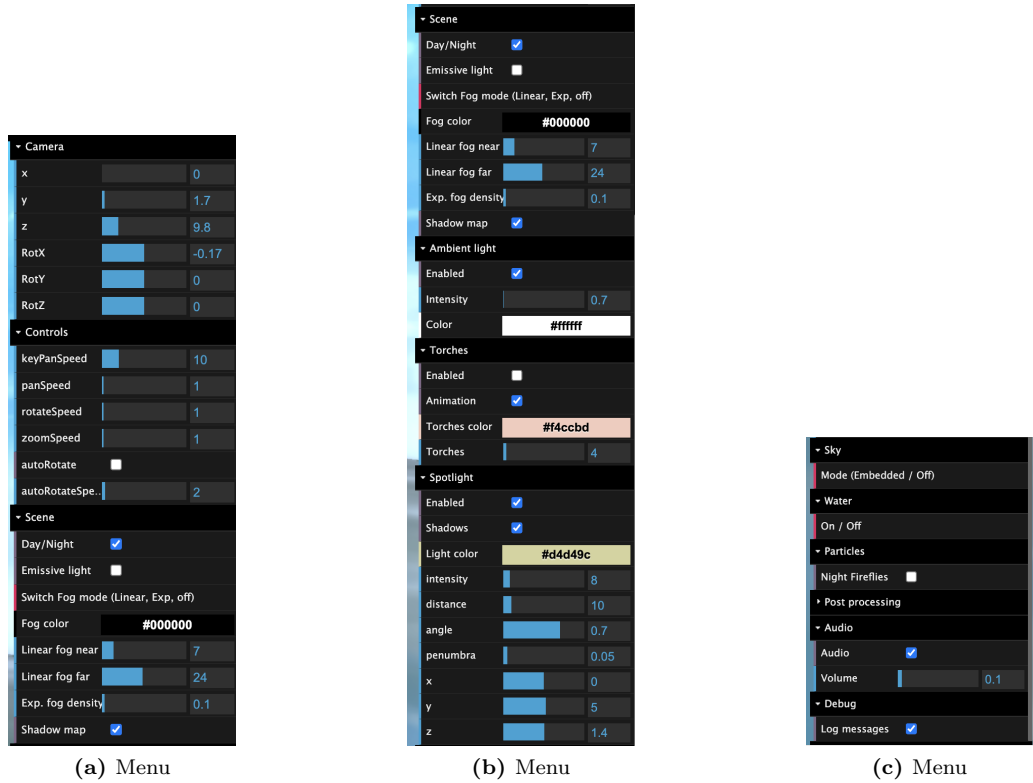 Camera
x 0
y 1.7
z 9.8
RotX -0.17
RotY 0
RotZ 0
Controls
keyPanSpeed 10
panSpeed 1
rotateSpeed 1
zoomSpeed 1
autoRotate
autoRotateSpe.. 2
Scene
Day/Night
Emissive light
Switch Fog mode (Linear, Exp, off)
Fog color #000000
Linear fog near 7
Linear fog far 24
Exp. fog density 0.1
Shadow map
(a) Menu
Scene
Day/Night
Emissive light
Switch Fog mode (Linear, Exp, off)
Fog color #000000
Linear fog near 7
Linear fog far 24
Exp. fog density 0.1
Shadow map
Ambient light
Enabled
Intensity 0.7
Color #ffffff
Torches
Enabled
Animation
Torches color #f4ccbd
Torches 4
Spotlight
Enabled
Shadows
Light color #d4d49c
intensity 8
distance 10
angle 0.7
penumbra 0.05
x 0
y 5
z 1.4
(b) Menu
Sky
Mode (Embedded / Off)
Water
On / Off
Particles
Night Fireflies
Post processing
Audio
Audio
Volume 0.1
Debug
Log messages
(c) Menu